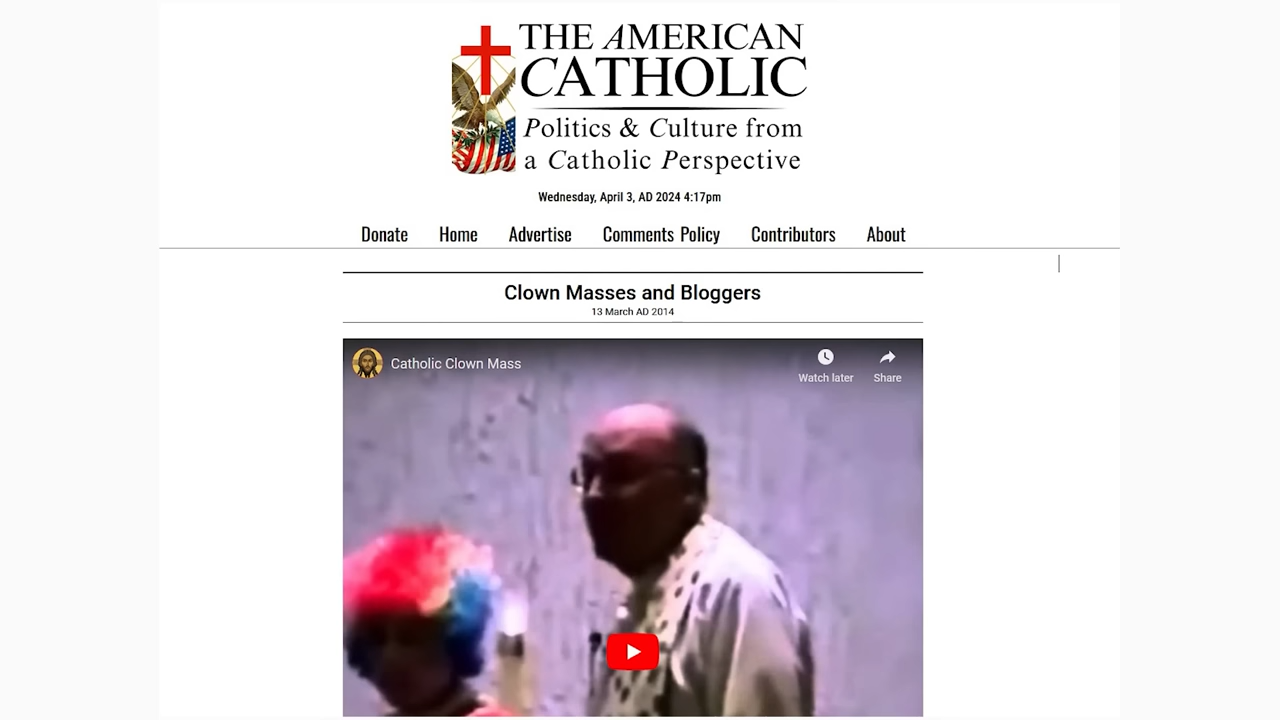 THE AMERICAN
CATHOLIC
Politics & Culture from
a Catholic Perspective
Wednesday, April 3, AD 2024 4:17pm
Donate Home Advertise Comments Policy Contributors About
Clown Masses and Bloggers
13 March AD 2014
Catholic Clown Mass
Watch later Share